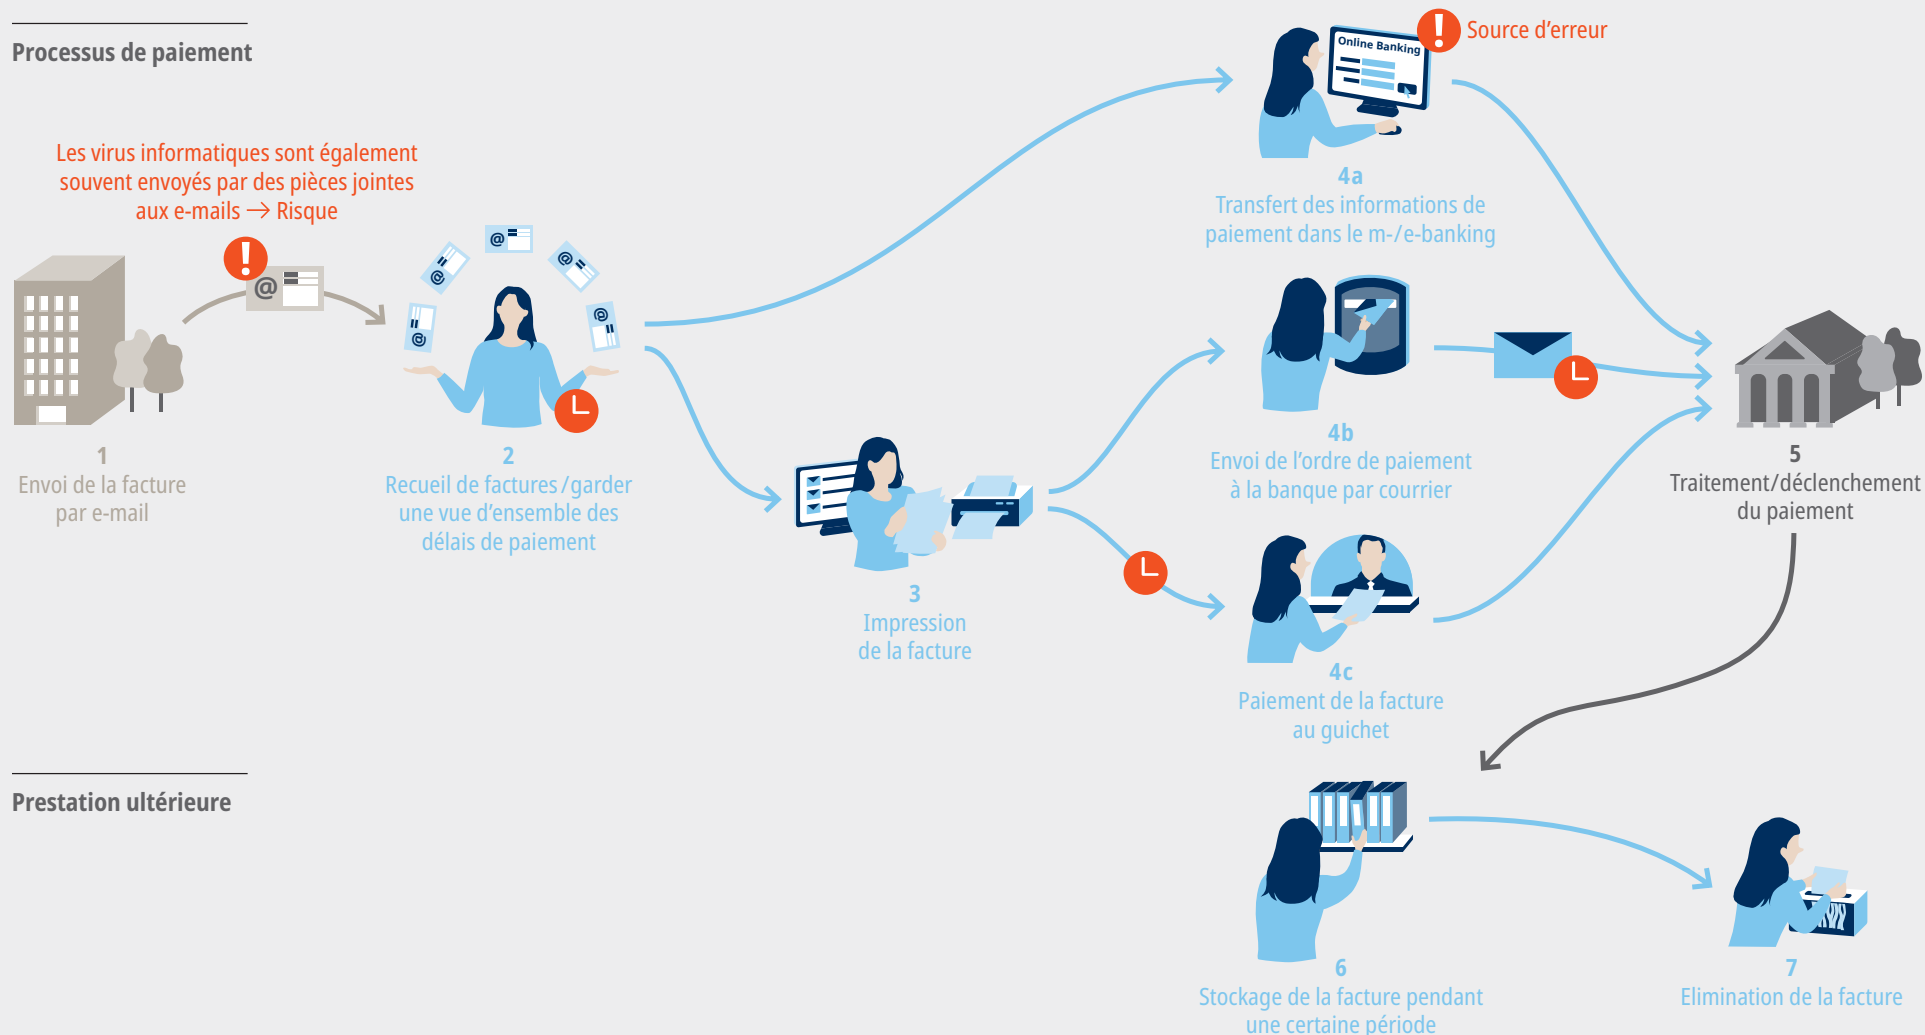 Processus de paiement
Les virus informatiques sont également
souvent envoyés par des pièces jointes
aux e-mails → Risque
@
@
@
@
@
@
1
Envoi de la facture
par e-mail
2
Recueil de factures/garder
une vue d'ensemble des
délais de paiement
3
Impression
de la facture
Online Banking
Source d'erreur
4a
Transfert des informations de
paiement dans le m-/e-banking
4b
Envoi de l'ordre de paiement
à la banque par courrier
4c
Paiement de la facture
au guichet
5
Traitement/déclenchement
du paiement
Prestation ultérieure
6
Stockage de la facture pendant
une certaine période
7
Elimination de la facture